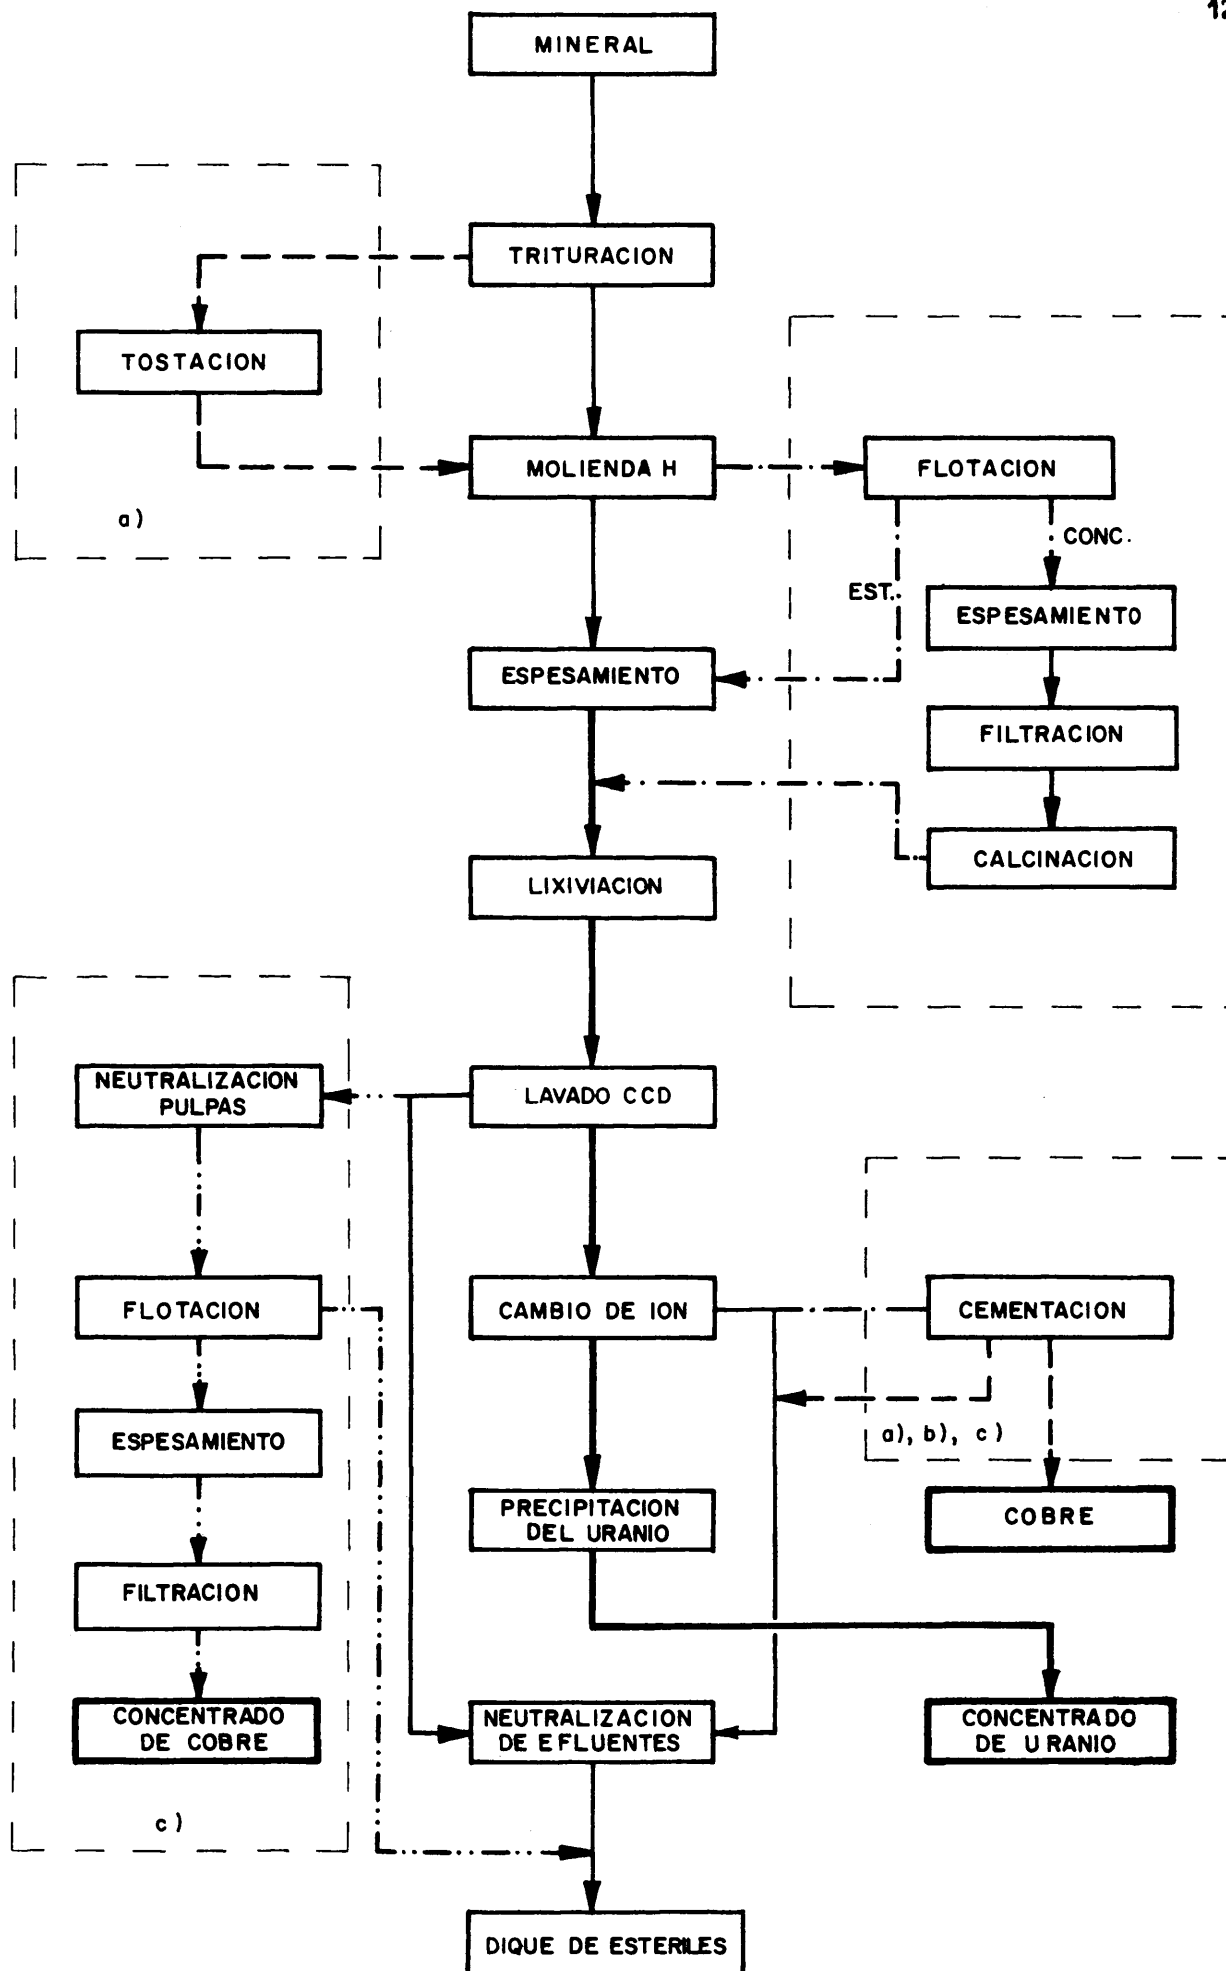 12
MINERAL
TRITURACION
TOSTACION
MOLIENDA H
FLOTACION
a)
CONC.
EST.
ESPESAMIENTO
ESPESAMIENTO
FILTRACION
CALCINACION
LIXIVIACION
NEUTRALIZACION
PULPAS
LAVADO CCD
FLOTACION
CAMBIO DE ION
CEMENTACION
a), b), c)
ESPESAMIENTO
PRECIPITACION
DEL URANIO
COBRE
FILTRACION
CONCENTRADO
DE COBRE
NEUTRALIZACION
DE EFLUENTES
CONCENTRADO
DE URANIO
c)
DIQUE DE ESTERILES